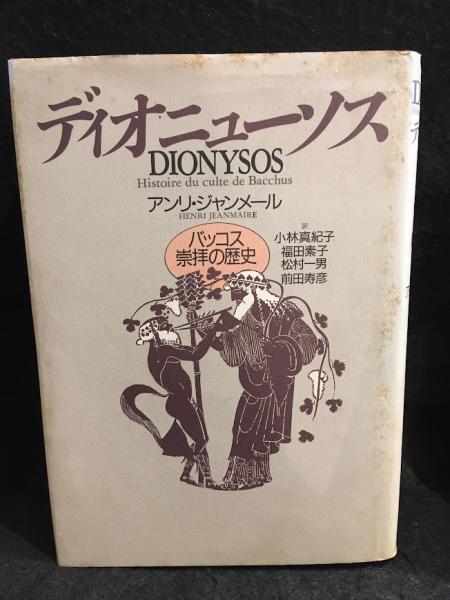 ディオニューソス
DIONYSOS
Histoire du culte de Bacchus
アンリ・ジャンメール
HENRI JEANMAIRE
バッコス
崇拝の歴史
訳
小林真紀子
福田素子
松村一男
前田寿彦